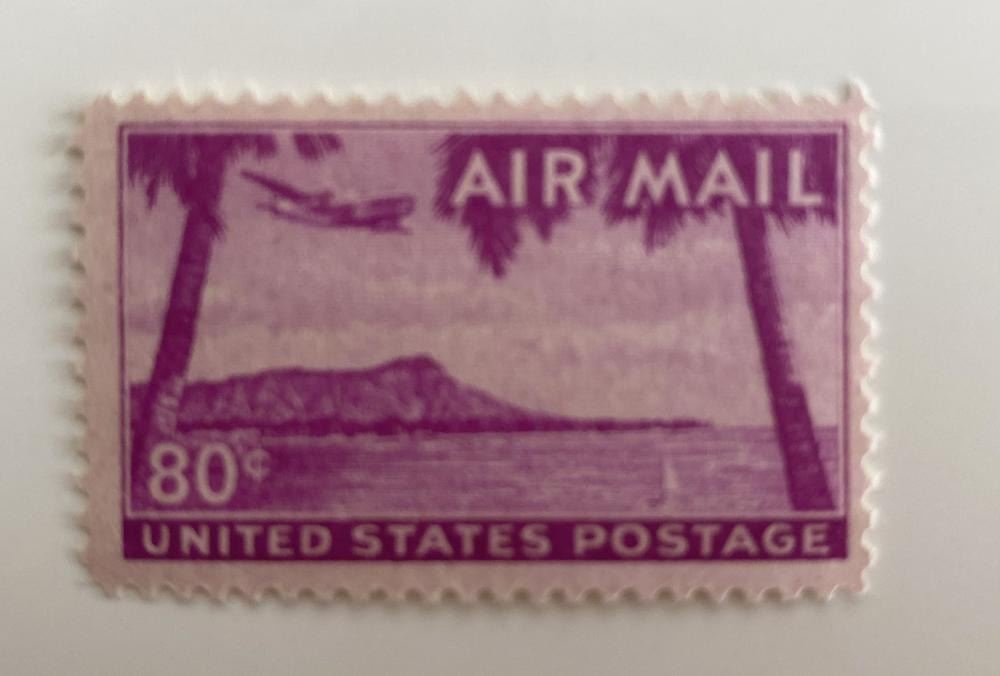 AIR MAIL
80¢
UNITED STATES POSTAGE